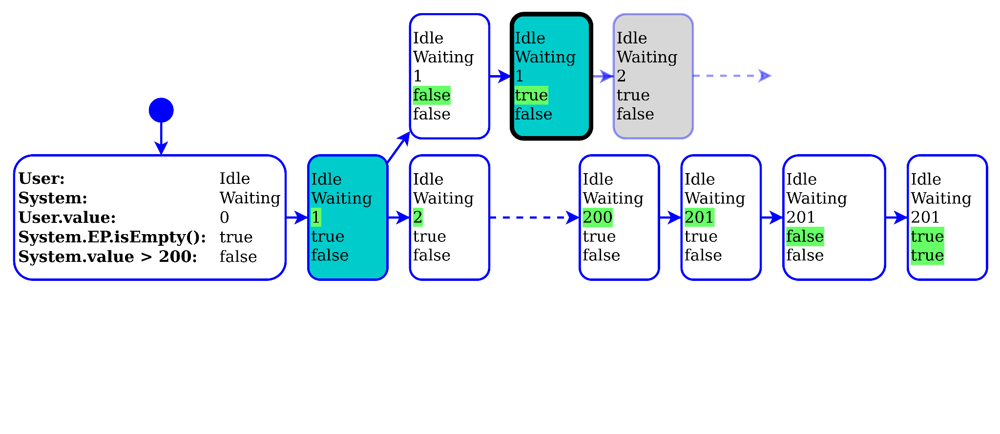 Idle
Waiting
1
false
false
Idle
Waiting
1
true
false
Idle
Waiting
2
true
false
User: Idle
System: Waiting
User.value: 0
System.EP.isEmpty(): true
System.value > 200: false
Idle
Waiting
1
true
false
Idle
Waiting
2
true
false
Idle
Waiting
200
true
false
Idle
Waiting
201
true
false
Idle
Waiting
201
false
false
Idle
Waiting
201
true
true